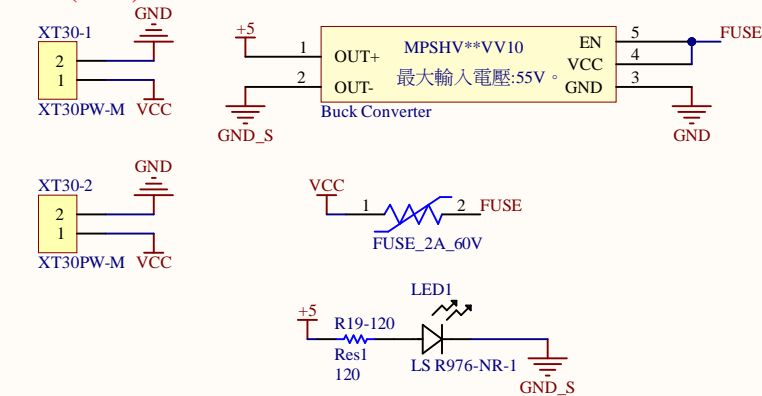 GND
XT30-1
2
1
XT30PW-M
VCC
+5
1
2
OUT+
OUT-
MPSHV**VV10
最大輸入電壓:55V。
EN
VCC
GND
5
4
3
FUSE
Buck Converter
GND_S
GND
GND
XT30-2
2
1
XT30PW-M
VCC
VCC
1
2
FUSE
FUSE_2A_60V
LED1
+5
R19-120
Res1
120
LS R976-NR-1
GND_S